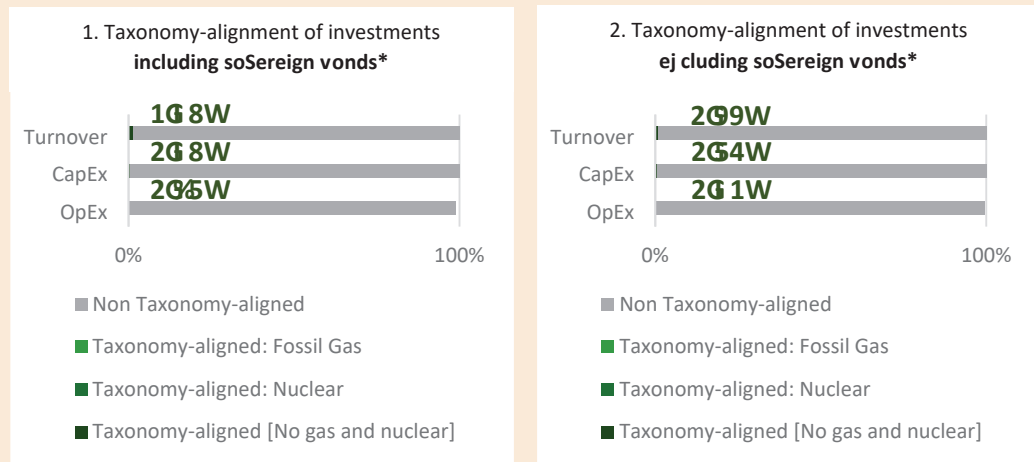 1. Taxonomy-alignment of investments
including soSereign vonds*
Turnover
CapEx
OpEx
0%
100%
Non Taxonomy-aligned
Taxonomy-aligned: Fossil Gas
Taxonomy-aligned: Nuclear
Taxonomy-aligned [No gas and nuclear]
2. Taxonomy-alignment of investments
ej cluding soSereign vonds*
Turnover
CapEx
OpEx
0%
100%
Non Taxonomy-aligned
Taxonomy-aligned: Fossil Gas
Taxonomy-aligned: Nuclear
Taxonomy-aligned [No gas and nuclear]